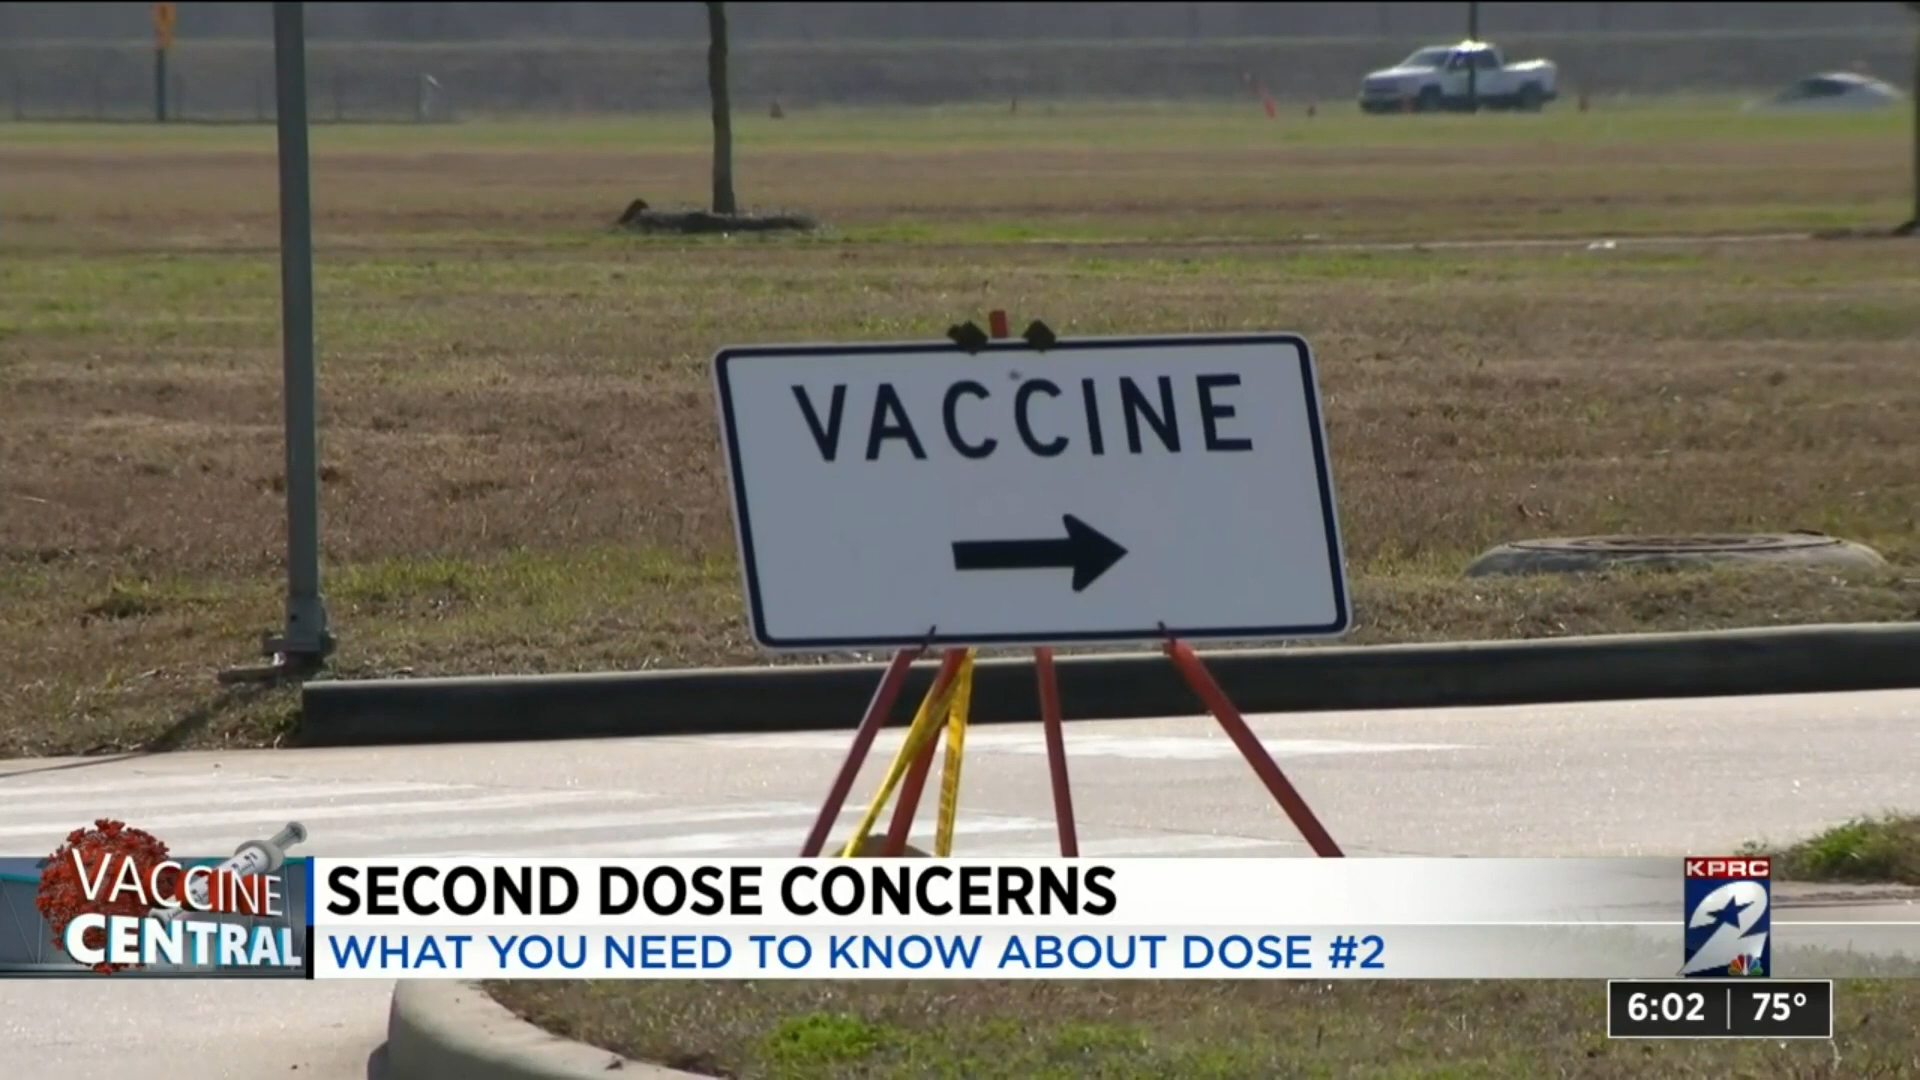 VACCINE
VACCINE
CENTRAL
SECOND DOSE CONCERNS
WHAT YOU NEED TO KNOW ABOUT DOSE #2
KPRC
2
6:02 | 75°